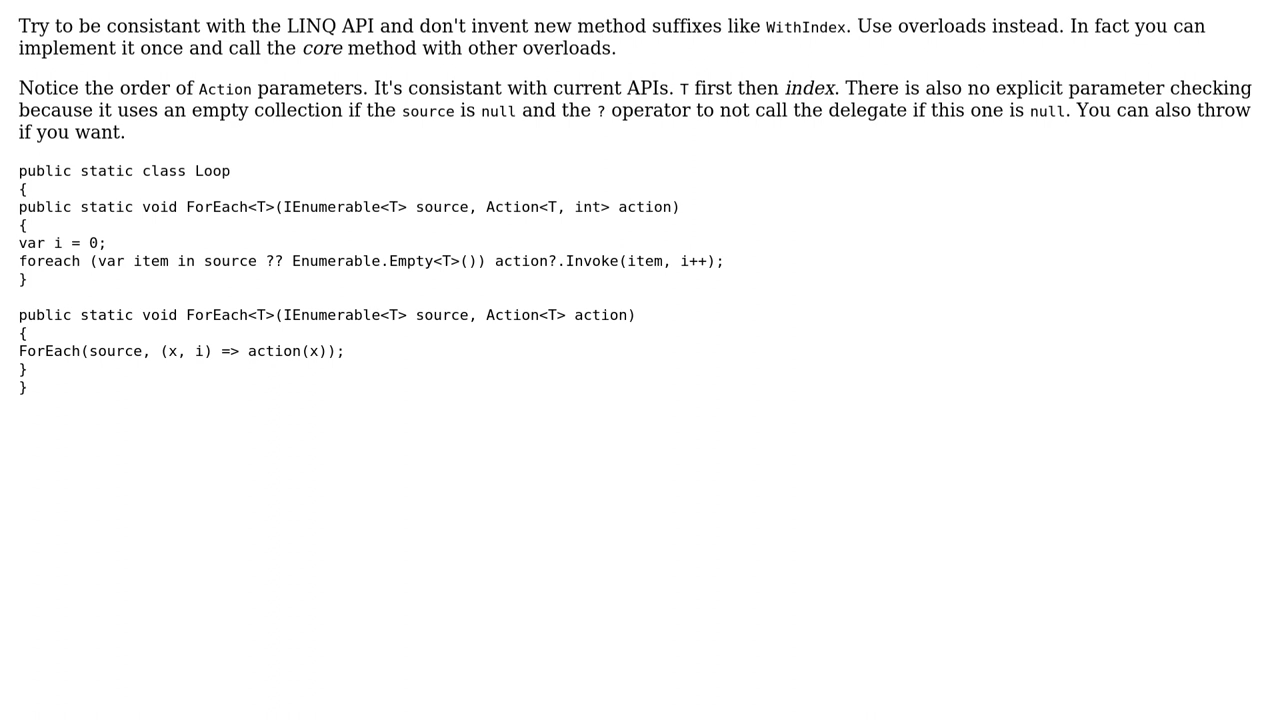 Try to be consistant with the LINQ API and don't invent new method suffixes like WithIndex. Use overloads instead. In fact you can
implement it once and call the core method with other overloads.
Notice the order of Action parameters. It's consistant with current APIs. T first then index. There is also no explicit parameter checking
because it uses an empty collection if the source is null and the ? operator to not call the delegate if this one is null. You can also throw
if you want.
public static class Loop
{
public static void ForEach<T>(IEnumerable<T> source, Action<T, int> action)
{
var i = 0;
foreach (var item in source ?? Enumerable.Empty<T>()) action?.Invoke(item, i++);
}
public static void ForEach<T>(IEnumerable<T> source, Action<T> action)
{
ForEach(source, (x, i) => action(x));
}
}